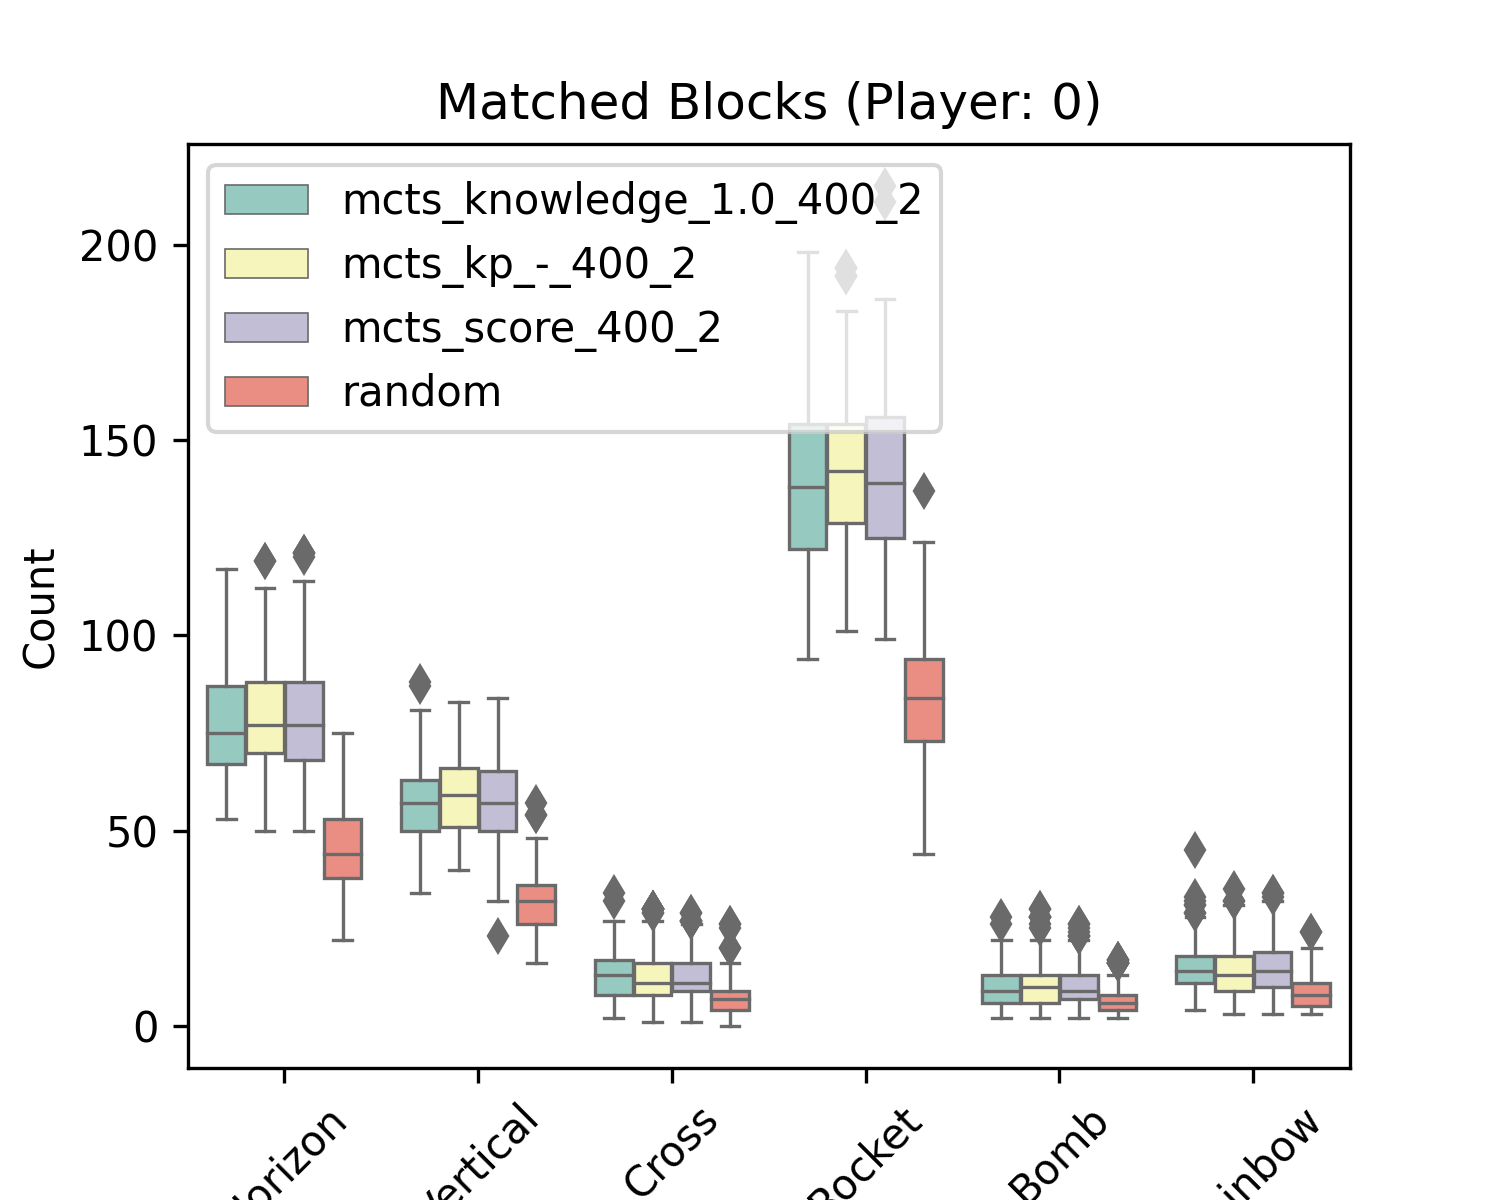 Matched Blocks (Player: 0)
mcts_knowledge_1.0_400_2
mcts_kp_-_400_2
mcts_score_400_2
random
200
150
100
50
0
Count
Cross
Bomb